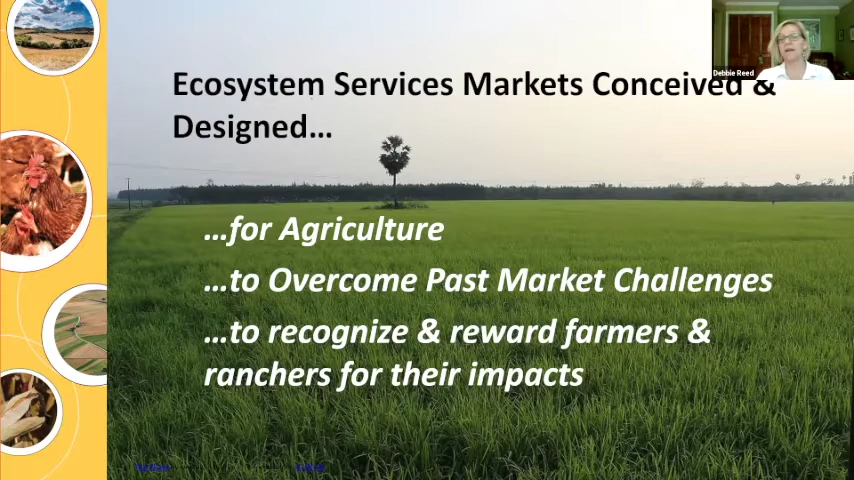 Debbie Reed
Ecosystem Services Markets Conceived &
Designed...
...for Agriculture
...to Overcome Past Market Challenges
...to recognize & reward farmers &
ranchers for their impacts